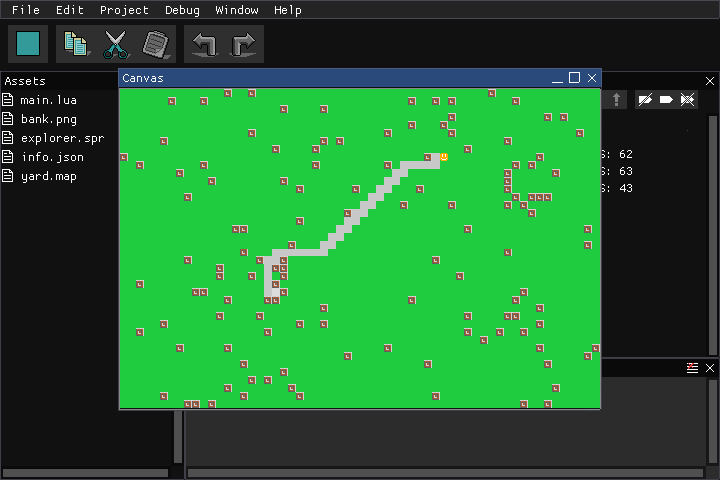 File Edit Project Debug Window Help
Canvas
Assets
main.lua
bank.png
explorer.spr
info.json
yard.map
S: 62
S: 63
S: 43